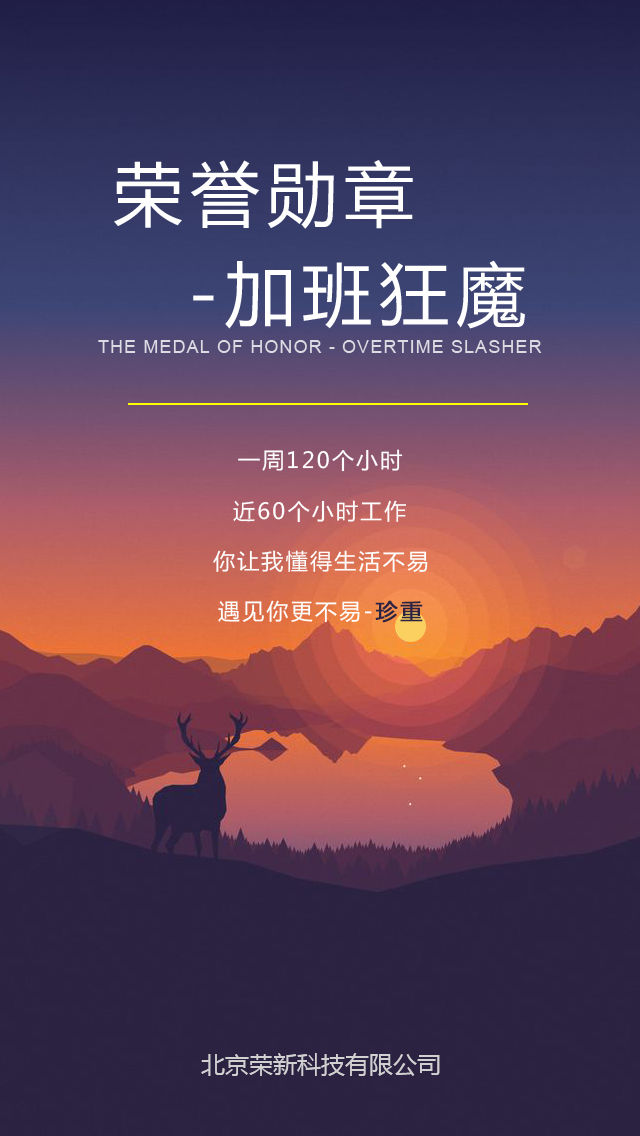 荣誉勋章
-加班狂魔
THE MEDAL OF HONOR - OVERTIME SLASHER
一周120个小时
近60个小时工作
你让我懂得生活不易
遇见你更不易-珍重
北京荣新科技有限公司